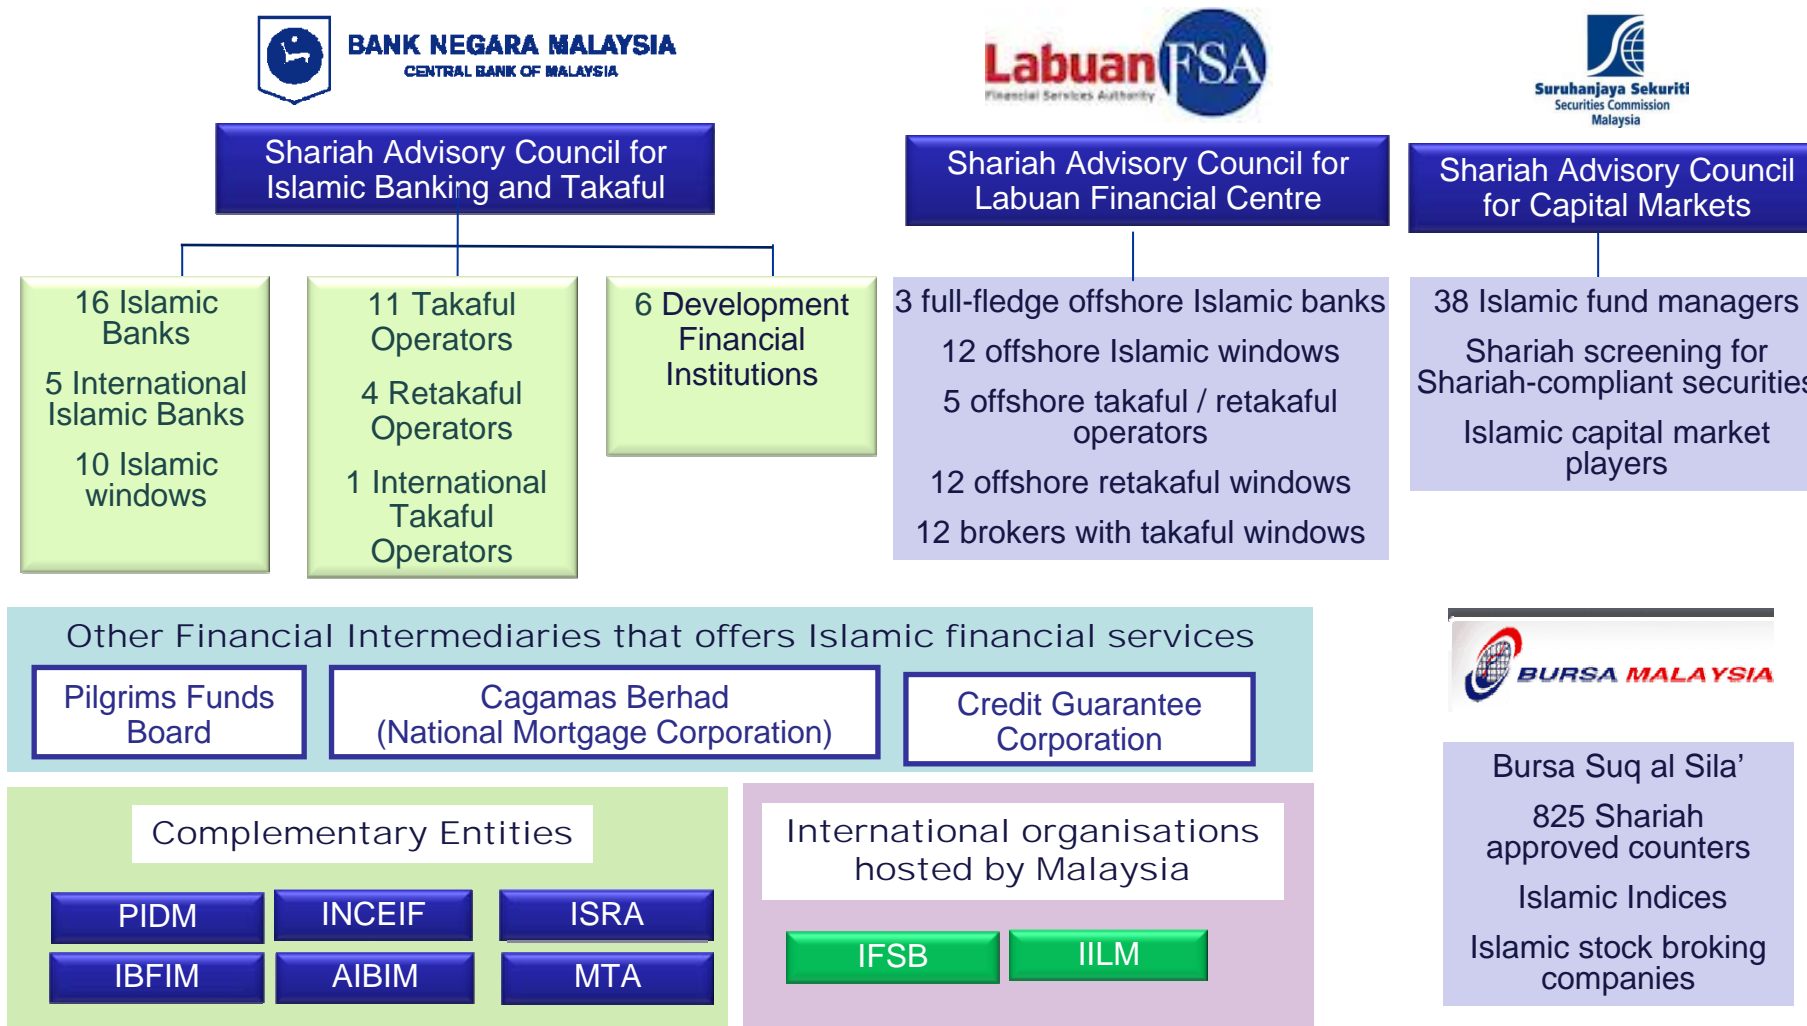 BANK NEGARA MALAYSIA
CENTRAL BANK OF MALAYSIA
Shariah Advisory Council for
Islamic Banking and Takaful
16 Islamic
Banks
5 International
Islamic Banks
10 Islamic
windows
11 Takaful
Operators
4 Retakaful
Operators
1 International
Takaful
Operators
6 Development
Financial
Institutions
Labuan FSA
Financial Services Authority
Shariah Advisory Council for
Labuan Financial Centre
3 full-fledge offshore Islamic banks
12 offshore Islamic windows
5 offshore takaful / retakaful
operators
12 offshore retakaful windows
12 brokers with takaful windows
Suruhanjaya Sekuriti
Securities Commission
Malaysia
Shariah Advisory Council
for Capital Markets
38 Islamic fund managers
Shariah screening for
Shariah-compliant securities
Islamic capital market
players
Other Financial Intermediaries that offers Islamic financial services
Pilgrims Funds
Board
Cagamas Berhad
(National Mortgage Corporation)
Credit Guarantee
Corporation
Complementary Entities
PIDM
INCEIF
ISRA
IBFIM
AIBIM
MTA
International organisations
hosted by Malaysia
IFSB
IILM
BURSA MALAYSIA
Bursa Suq al Sila’
825 Shariah
approved counters
Islamic Indices
Islamic stock broking
companies